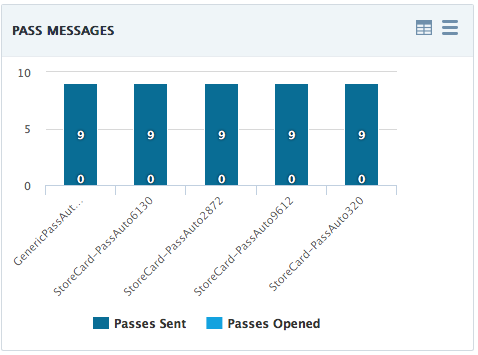 PASS MESSAGES
10
5
0
9 9 9 9 9
0 0 0 0 0
GenericPassAut...
StoreCard-PassAuto6130
StoreCard-PassAuto2872
StoreCard-PassAuto9612
StoreCard-PassAuto320
Passes Sent Passes Opened